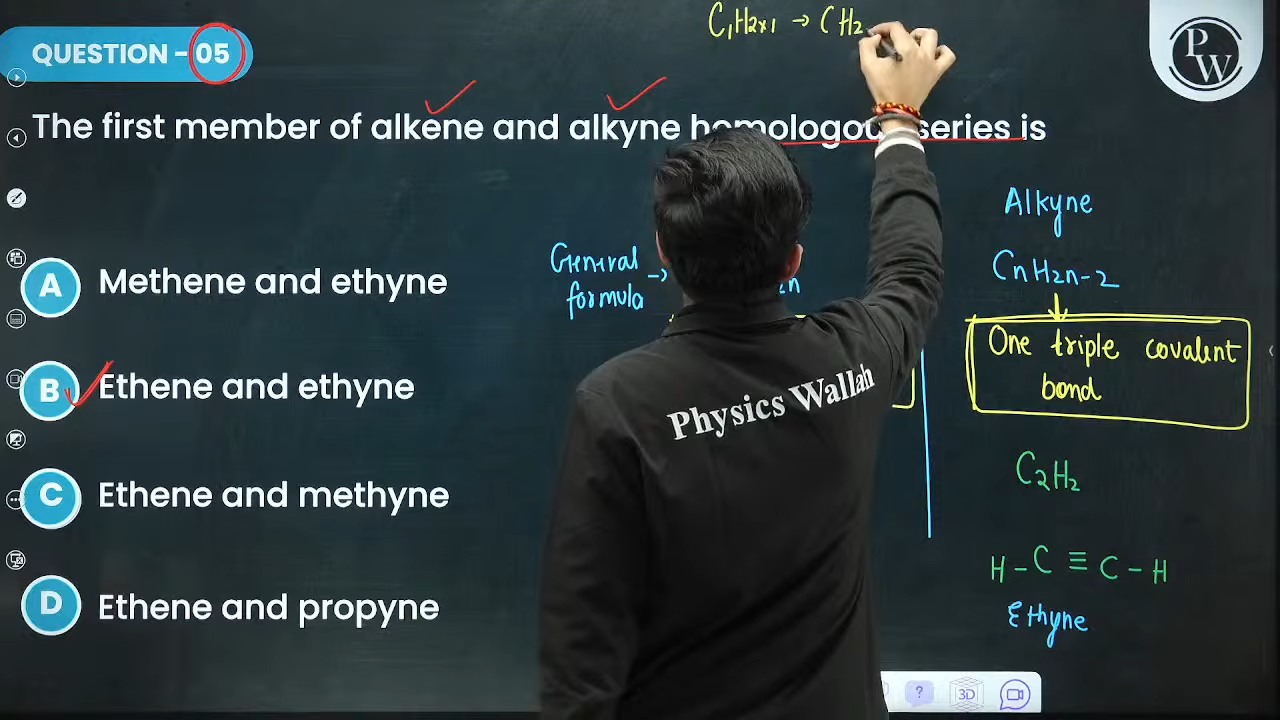 C₁H₂ₓ₁ → CH₂
QUESTION - 05
P
W
The first member of alkene and alkyne homologous series is
A Methene and ethyne
B Ethene and ethyne
C Ethene and methyne
D Ethene and propyne
General
formula →
Alkyne
CnH2n-2
One triple covalent
bond
C₂H₂
H - C ≡ C - H
Ethyne
Physics Wallah
?
3D